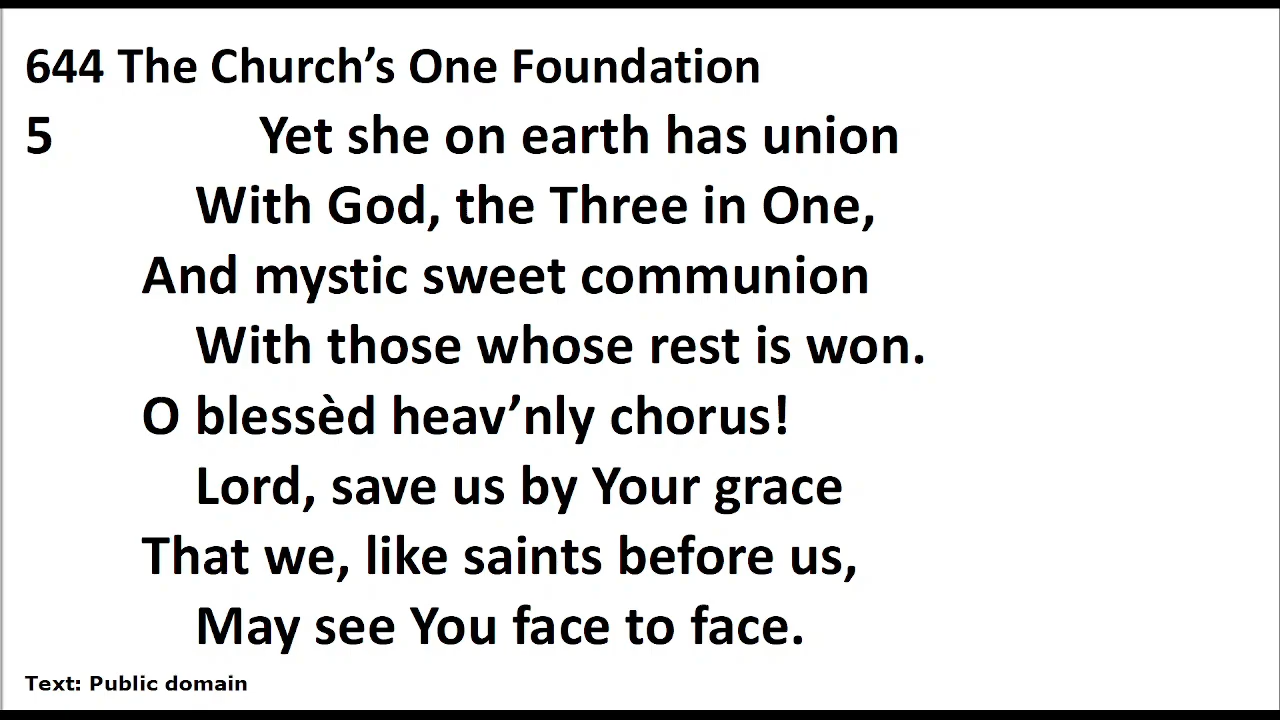 644 The Church’s One Foundation
5 Yet she on earth has union
With God, the Three in One,
And mystic sweet communion
With those whose rest is won.
O blessèd heav’nly chorus!
Lord, save us by Your grace
That we, like saints before us,
May see You face to face.
Text: Public domain